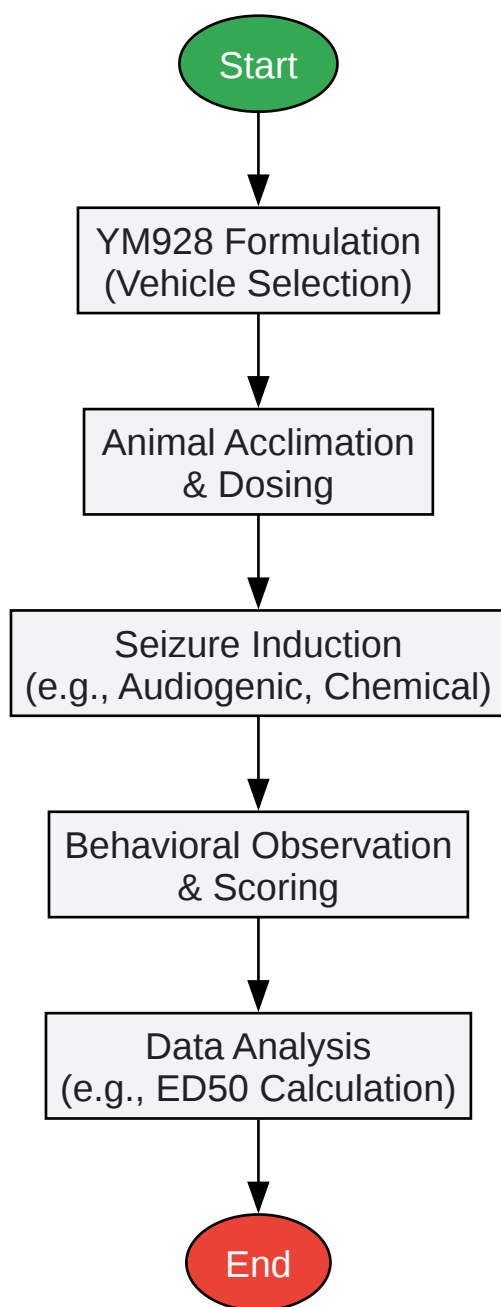 Start
YM928 Formulation
(Vehicle Selection)
Animal Acclimation
& Dosing
Seizure Induction
(e.g., Audiogenic, Chemical)
Behavioral Observation
& Scoring
Data Analysis
(e.g., ED50 Calculation)
End